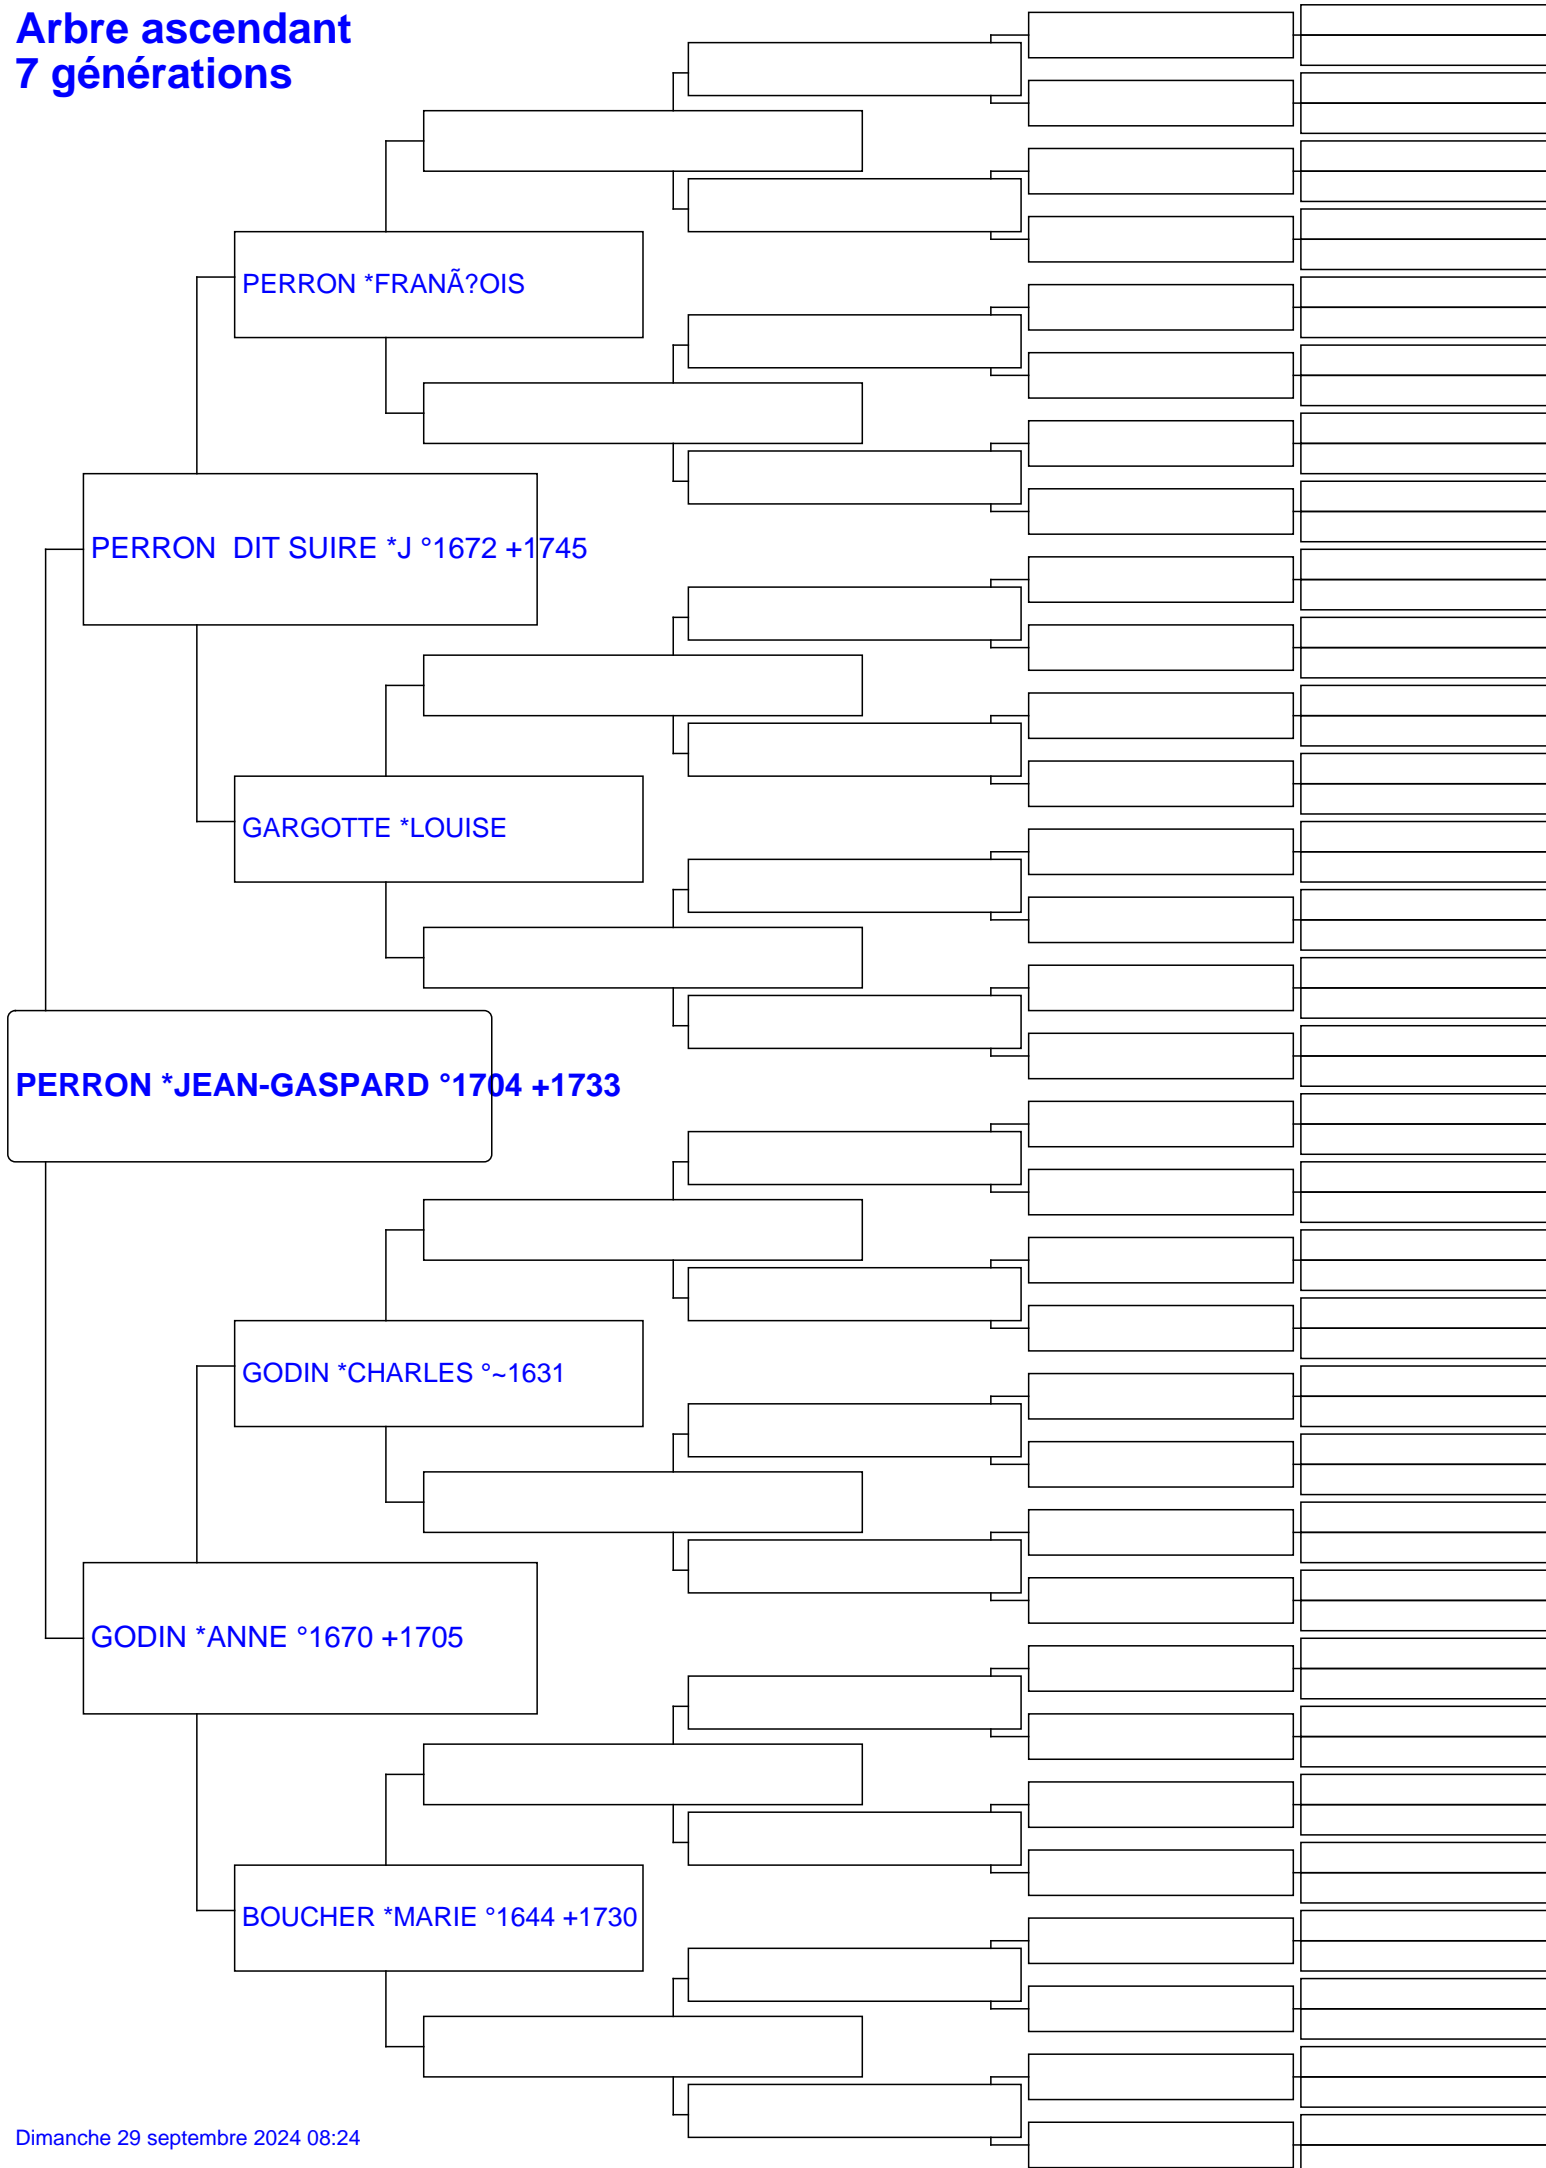 Arbre ascendant
7 générations
PERRON *FRANÃ?OIS
PERRON  DIT SUIRE *J °1672 +1745
GARGOTTE *LOUISE
PERRON *JEAN-GASPARD °1704 +1733
GODIN *CHARLES °~1631
GODIN *ANNE °1670 +1705
BOUCHER *MARIE °1644 +1730
Dimanche 29 septembre 2024 08:24